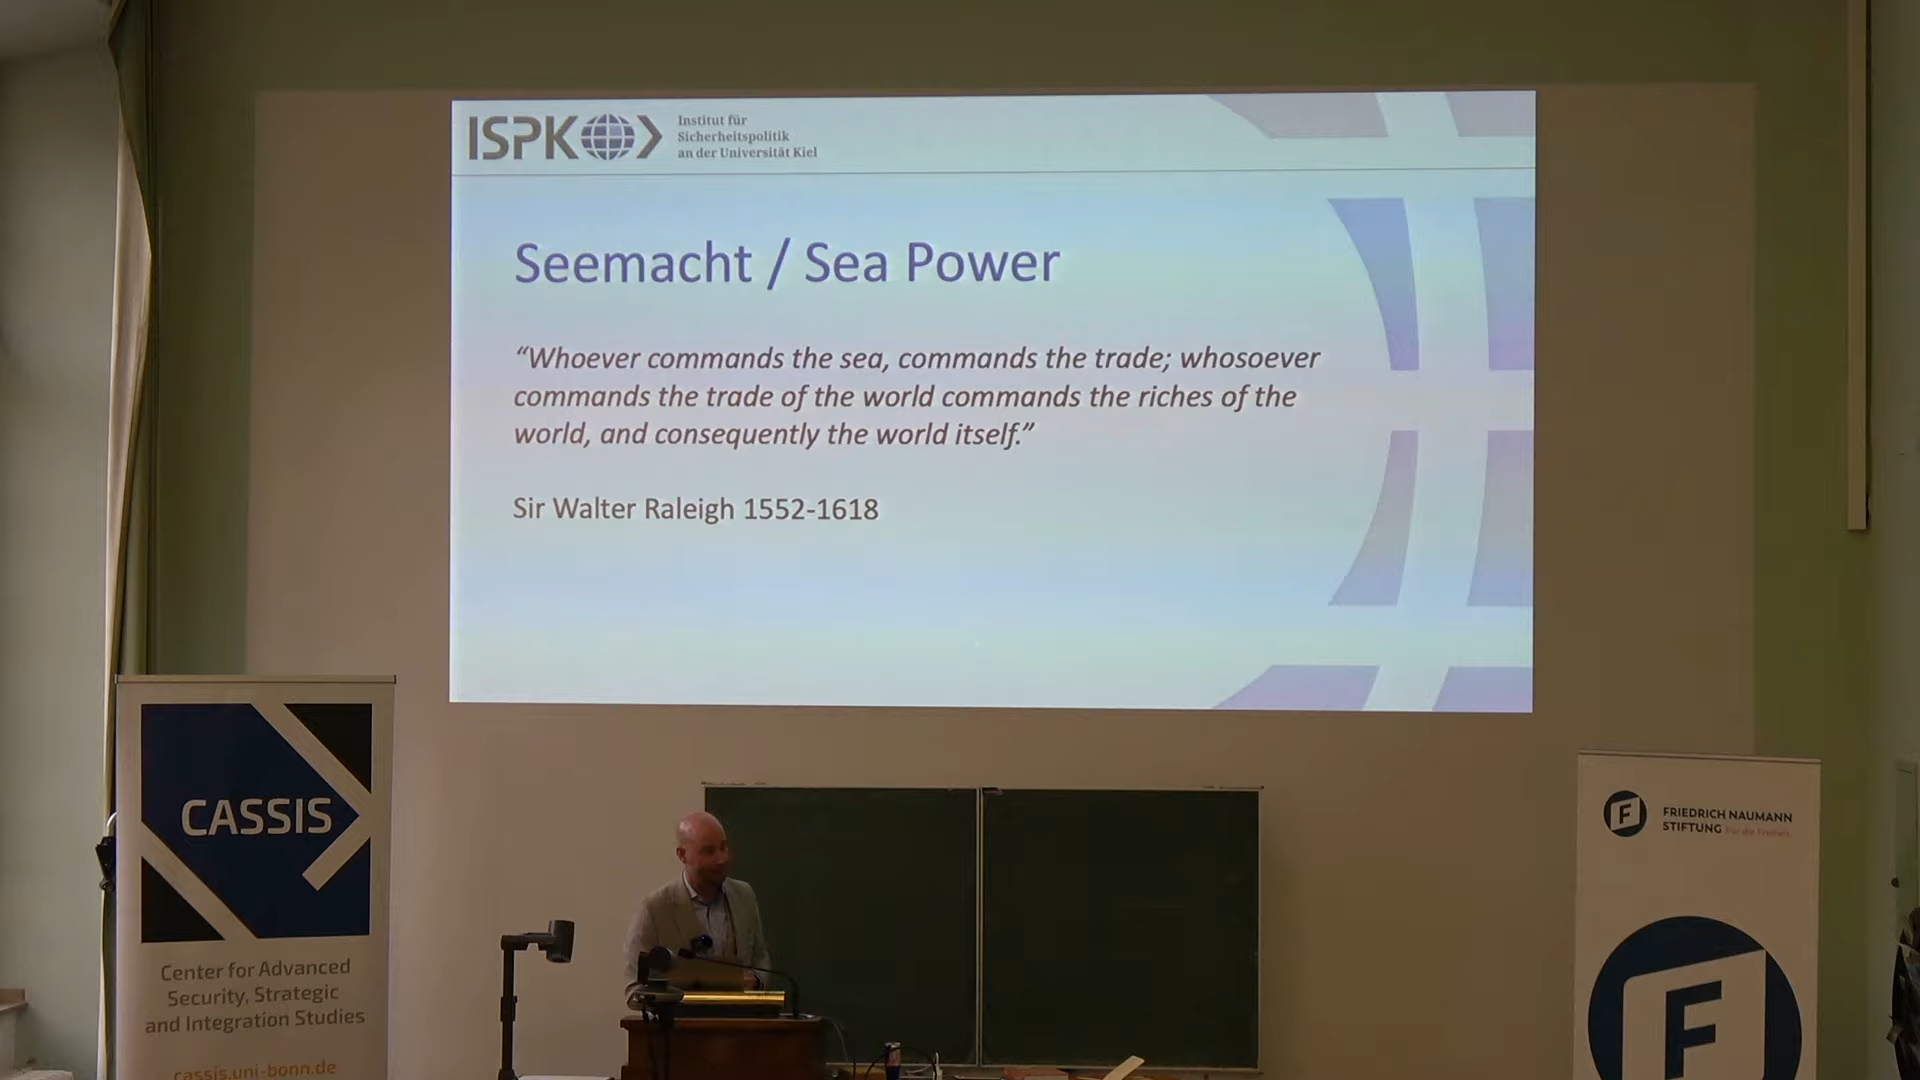 ISPK
Institut für
Sicherheitspolitik
an der Universität Kiel
Seemacht / Sea Power
“Whoever commands the sea, commands the trade; whosoever
commands the trade of the world commands the riches of the
world, and consequently the world itself.”
Sir Walter Raleigh 1552-1618
CASSIS
Center for Advanced
Security, Strategic
and Integration Studies
cassis.uni-bonn.de
F
FRIEDRICH NAUMANN
STIFTUNG Für die Freiheit.
F